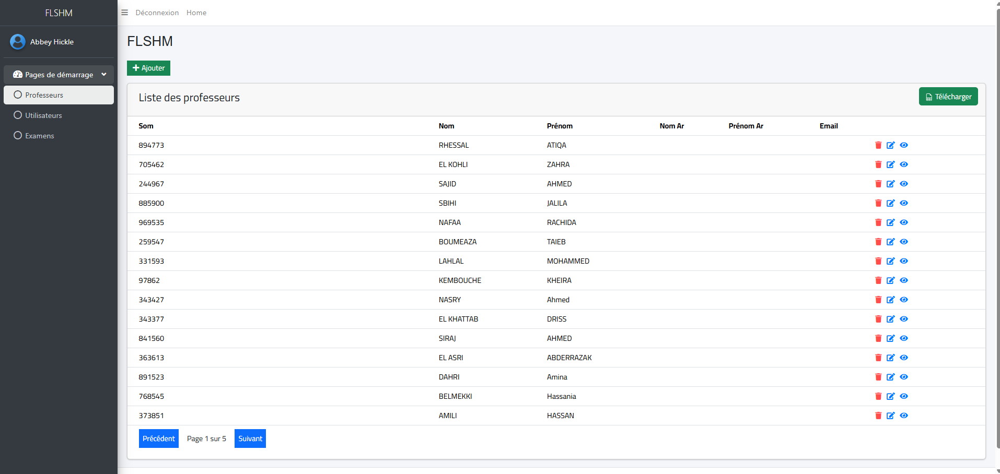 FLSHM
Abbey Hickle
Pages de démarrage
Professeurs
Utilisateurs
Examens
Déconnexion Home
FLSHM
Ajouter
Liste des professeurs
Télécharger
Som Nom Prénom Nom Ar Prénom Ar Email
894773 RHESSAL ATIQA
705462 EL KOHLI ZAHRA
244967 SAJID AHMED
885900 SBIHI JALILA
969535 NAFAA RACHIDA
259547 BOUMEAZA TAIEB
331593 LAHLAL MOHAMMED
97862 KEMBOUCHE KHEIRA
343427 NASRY Ahmed
343377 EL KHATTAB DRISS
841560 SIRAJ AHMED
363613 EL ASRI ABDERRAZAK
891523 DAHRI Amina
768545 BELMEKKI Hassania
373851 AMILI HASSAN
Précédent Page 1 sur 5 Suivant